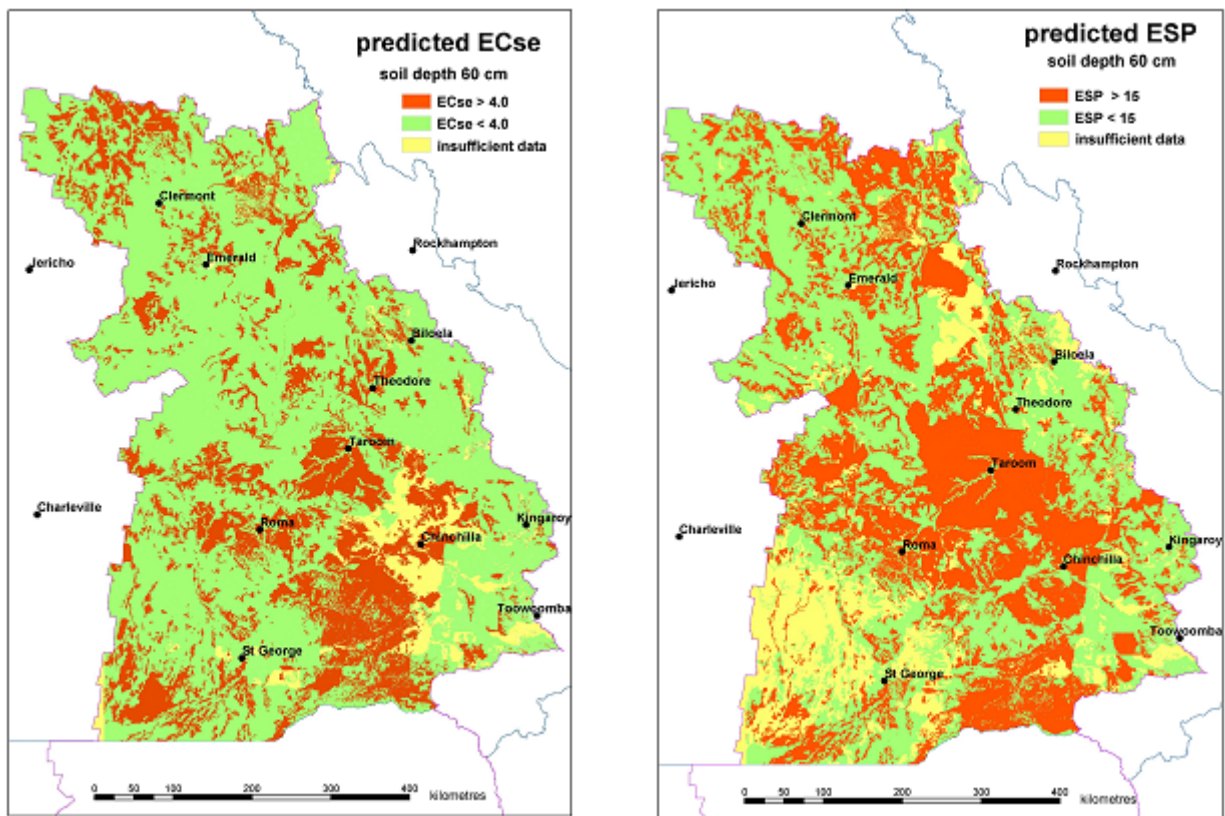 predicted ECse
soil depth 60 cm
ECse > 4.0
ECse < 4.0
insufficient data
Clermont
Rockhampton
Emerald
Jericho
Biloela
Theodore
Taroom
Charleville
Roma
Kingaroy
Chinchilla
Toowoomba
St George
0 100 200 300 400 kilometres
predicted ESP
soil depth 60 cm
ESP > 15
ESP < 15
insufficient data
Clermont
Rockhampton
Emerald
Jericho
Biloela
Theodore
Taroom
Charleville
Roma
Kingaroy
Chinchilla
Toowoomba
St George
0 100 200 300 400
kilometres